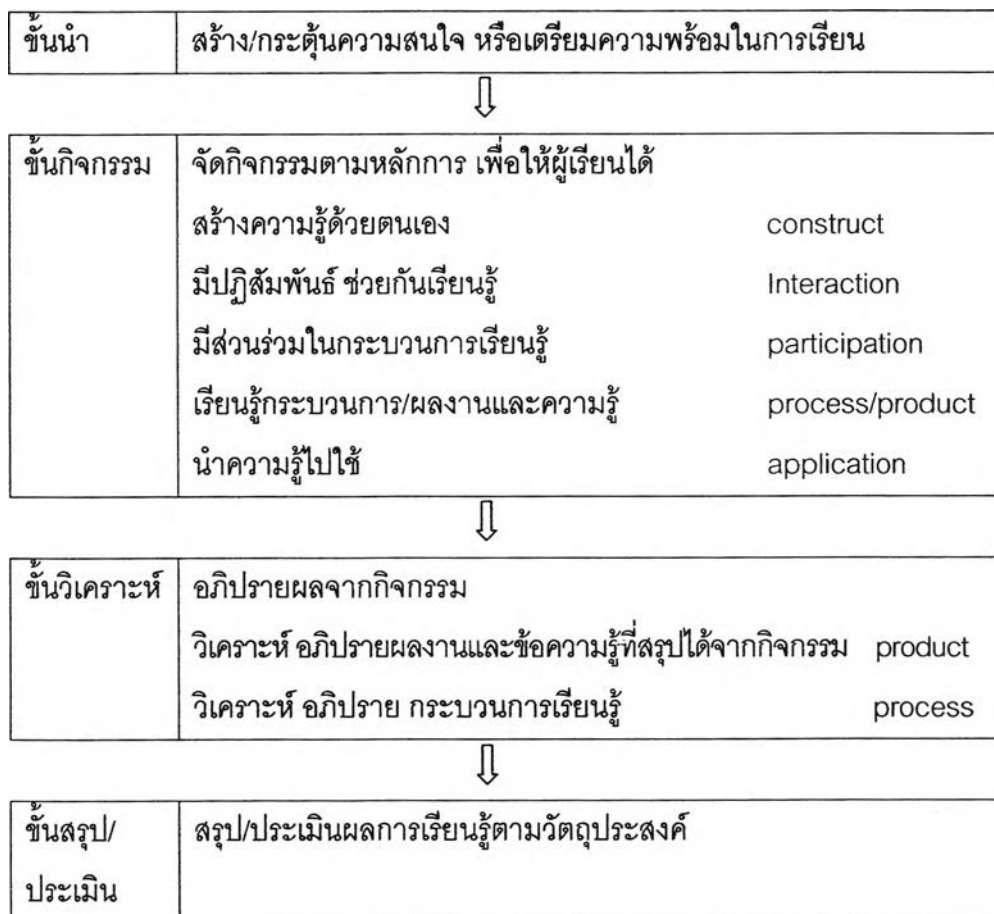 ขั้นนำ สร้าง/กระตุ้นความสนใจ หรือเตรียมความพร้อมในการเรียน
ขั้นกิจกรรม จัดกิจกรรมตามหลักการ เพื่อให้ผู้เรียนได้
สร้างความรู้ด้วยตนเอง construct
มีปฏิสัมพันธ์ ช่วยกันเรียนรู้ Interaction
มีส่วนร่วมในกระบวนการเรียนรู้ participation
เรียนรู้กระบวนการ/ผลงานและความรู้ process/product
นำความรู้ไปใช้ application
ขั้นวิเคราะห์ อภิปรายผลจากกิจกรรม
วิเคราะห์ อภิปรายผลงานและข้อความรู้ที่สรุปได้จากกิจกรรม product
วิเคราะห์ อภิปราย กระบวนการเรียนรู้ process
ขั้นสรุป/ สรุป/ประเมินผลการเรียนรู้ตามวัตถุประสงค์
ประเมิน